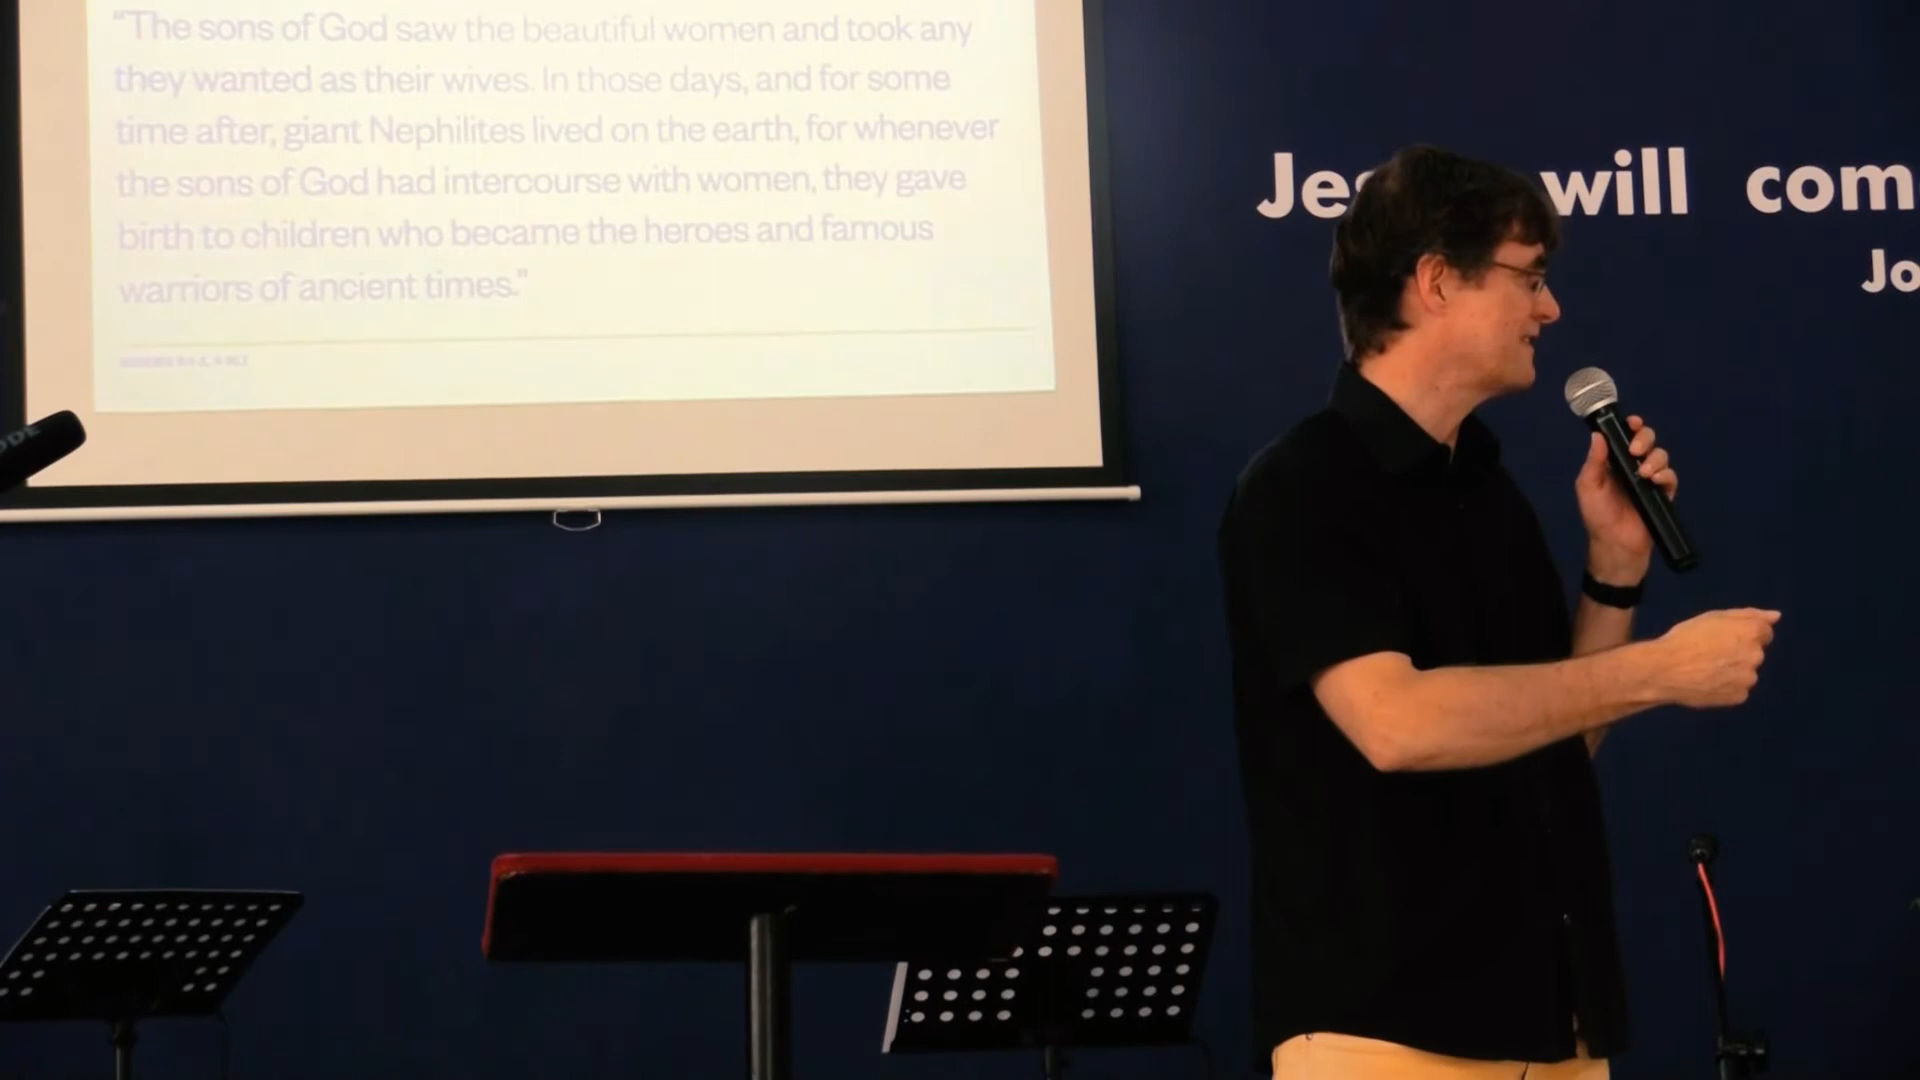 "The sons of God saw the beautiful women and took any
they wanted as their wives. In those days, and for some
time after, giant Nephilites lived on the earth, for whenever
the sons of God had intercourse with women, they gave
birth to children who became the heroes and famous
warriors of ancient times."
will com
Jo